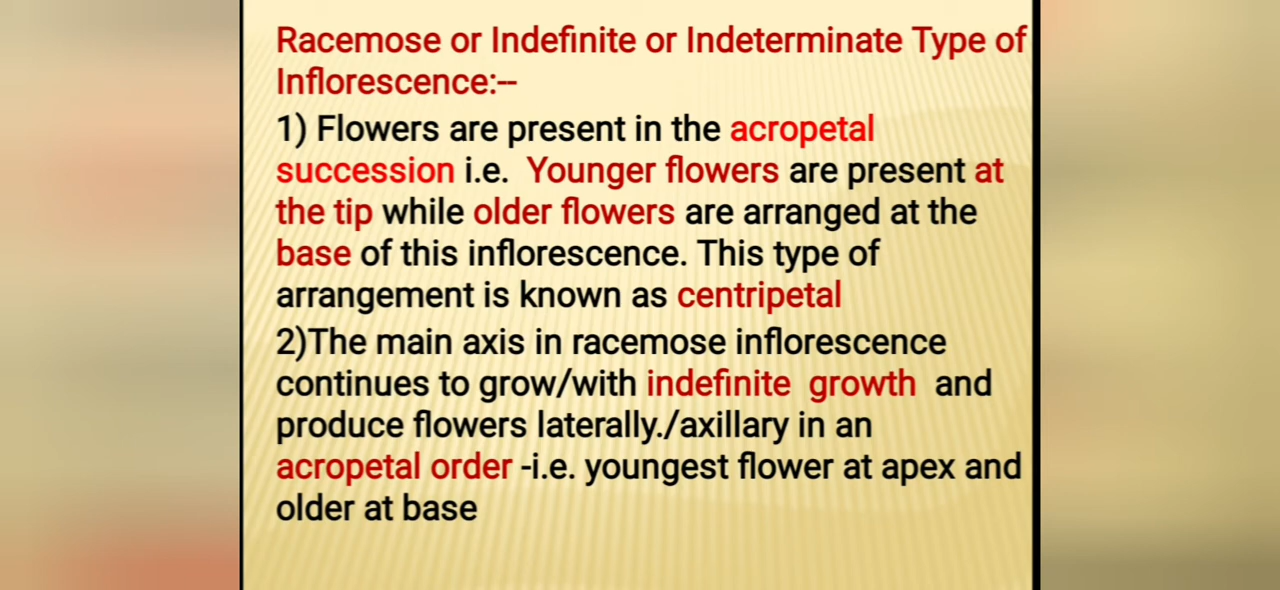 Racemose or Indefinite or Indeterminate Type of
Inflorescence:--
1) Flowers are present in the acropetal
succession i.e. Younger flowers are present at
the tip while older flowers are arranged at the
base of this inflorescence. This type of
arrangement is known as centripetal
2)The main axis in racemose inflorescence
continues to grow/with indefinite growth and
produce flowers laterally./axillary in an
acropetal order -i.e. youngest flower at apex and
older at base